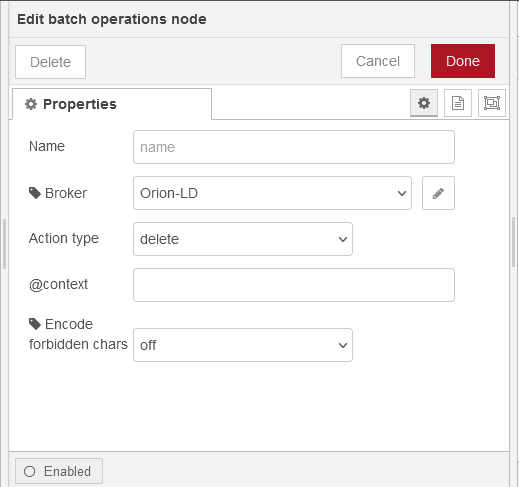 Edit batch operations node
Delete
Cancel
Done
Properties
Name
name
Broker
Orion-LD
Action type
delete
@context
Encode
forbidden chars
off
Enabled